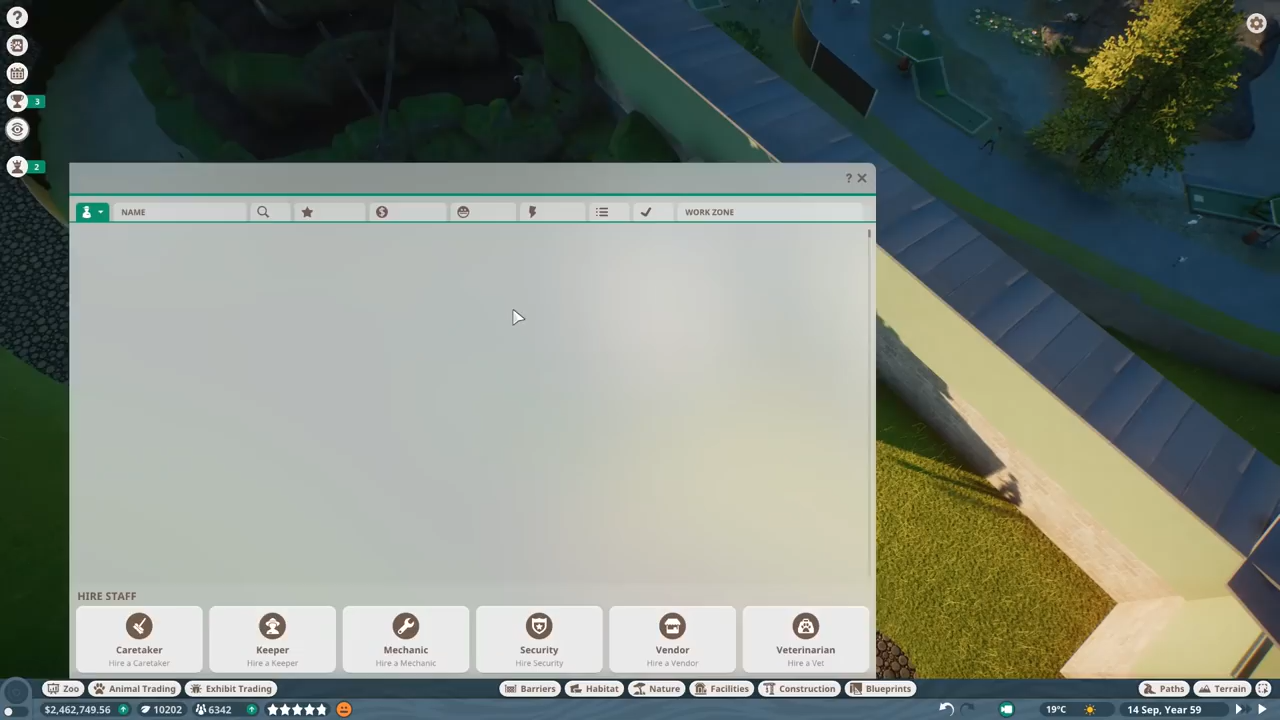 ?
3
2
? ✕
NAME
WORK ZONE
HIRE STAFF
Caretaker
Hire a Caretaker
Keeper
Hire a Keeper
Mechanic
Hire a Mechanic
Security
Hire Security
Vendor
Hire a Vendor
Veterinarian
Hire a Vet
Zoo
Animal Trading
Exhibit Trading
Barriers
Habitat
Nature
Facilities
Construction
Blueprints
Paths
Terrain
$2,462,749.56
10202
6342
19°C
14 Sep, Year 59